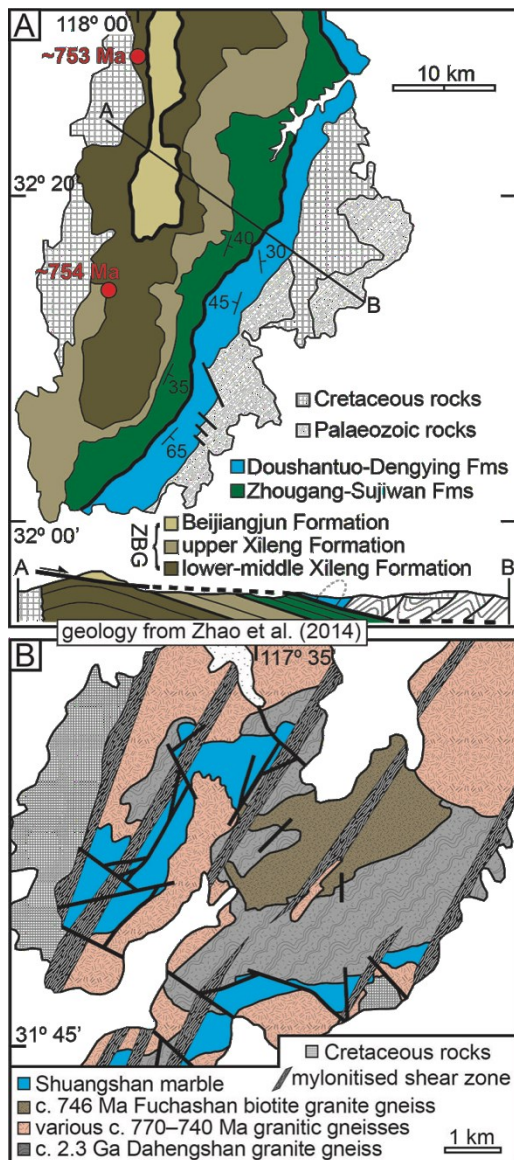 A
118º 00’
~753 Ma
10 km
A
32º 20’
40
30
~754 Ma
45
B
35
Cretaceous rocks
Palaeozoic rocks
65
Doushantuo-Dengying Fms
Zhougang-Sujiwan Fms
32º 00’
ZBG
Beijiangjun Formation
upper Xileng Formation
lower-middle Xileng Formation
A
B
geology from Zhao et al. (2014)
B
117º 35’
31º 45’
Cretaceous rocks
mylonitised shear zone
Shuangshan marble
c. 746 Ma Fuchashan biotite granite gneiss
various c. 770–740 Ma granitic gneisses
c. 2.3 Ga Dahengshan granite gneiss
1 km